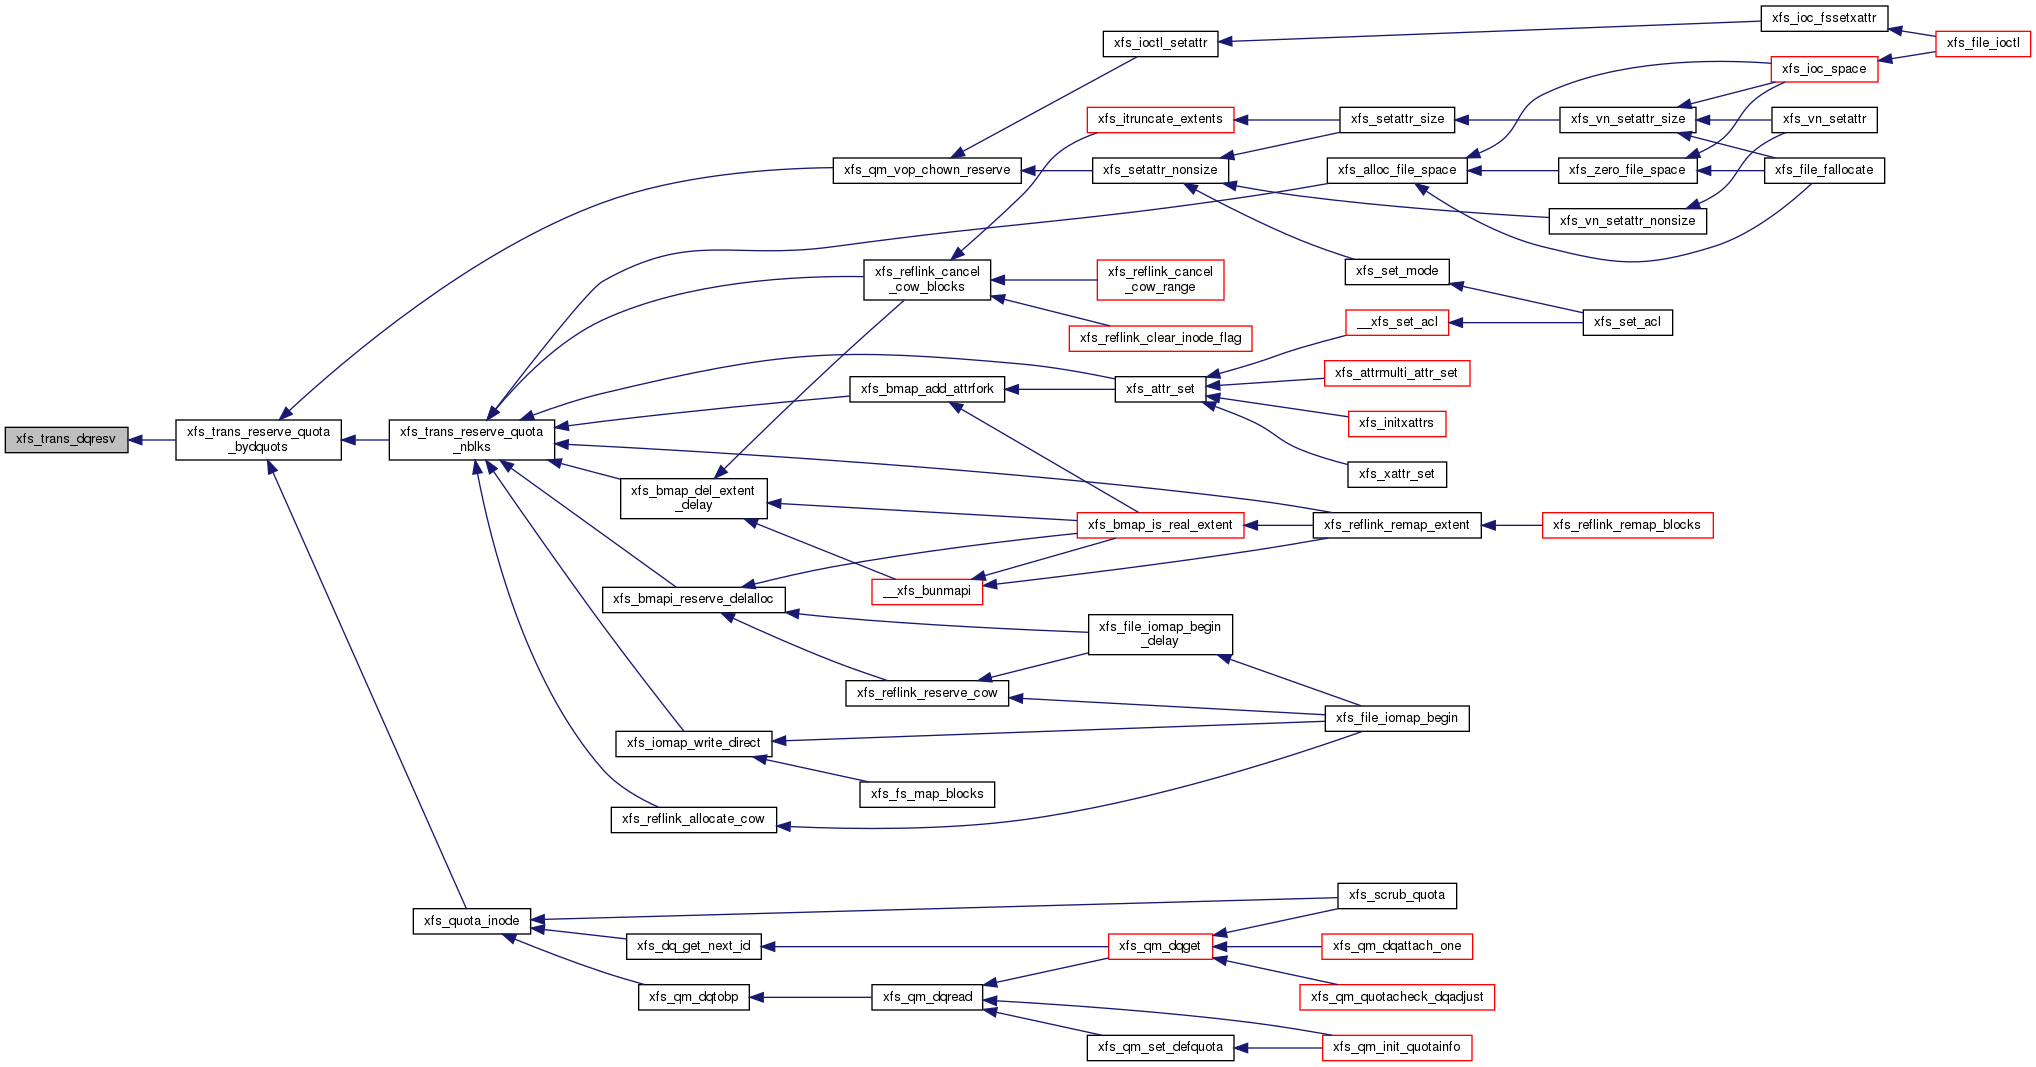 xfs_ioc_fssetxattr
xfs_ioctl_setattr
xfs_file_ioctl
xfs_ioc_space
xfs_itruncate_extents
xfs_setattr_size
xfs_vn_setattr_size
xfs_vn_setattr
xfs_qm_vop_chown_reserve
xfs_setattr_nonsize
xfs_alloc_file_space
xfs_zero_file_space
xfs_file_fallocate
xfs_vn_setattr_nonsize
xfs_reflink_cancel
_cow_blocks
xfs_reflink_cancel
_cow_range
xfs_set_mode
xfs_reflink_clear_inode_flag
__xfs_set_acl
xfs_set_acl
xfs_attrmulti_attr_set
xfs_bmap_add_attrfork
xfs_attr_set
xfs_initxattrs
xfs_trans_dqresv
xfs_trans_reserve_quota
_bydquots
xfs_trans_reserve_quota
_nblks
xfs_xattr_set
xfs_bmap_del_extent
_delay
xfs_bmap_is_real_extent
xfs_reflink_remap_extent
xfs_reflink_remap_blocks
__xfs_bunmapi
xfs_bmapi_reserve_delalloc
xfs_file_iomap_begin
_delay
xfs_reflink_reserve_cow
xfs_file_iomap_begin
xfs_iomap_write_direct
xfs_fs_map_blocks
xfs_reflink_allocate_cow
xfs_scrub_quota
xfs_quota_inode
xfs_dq_get_next_id
xfs_qm_dqget
xfs_qm_dqattach_one
xfs_qm_dqtobp
xfs_qm_dqread
xfs_qm_quotacheck_dqadjust
xfs_qm_set_defquota
xfs_qm_init_quotainfo